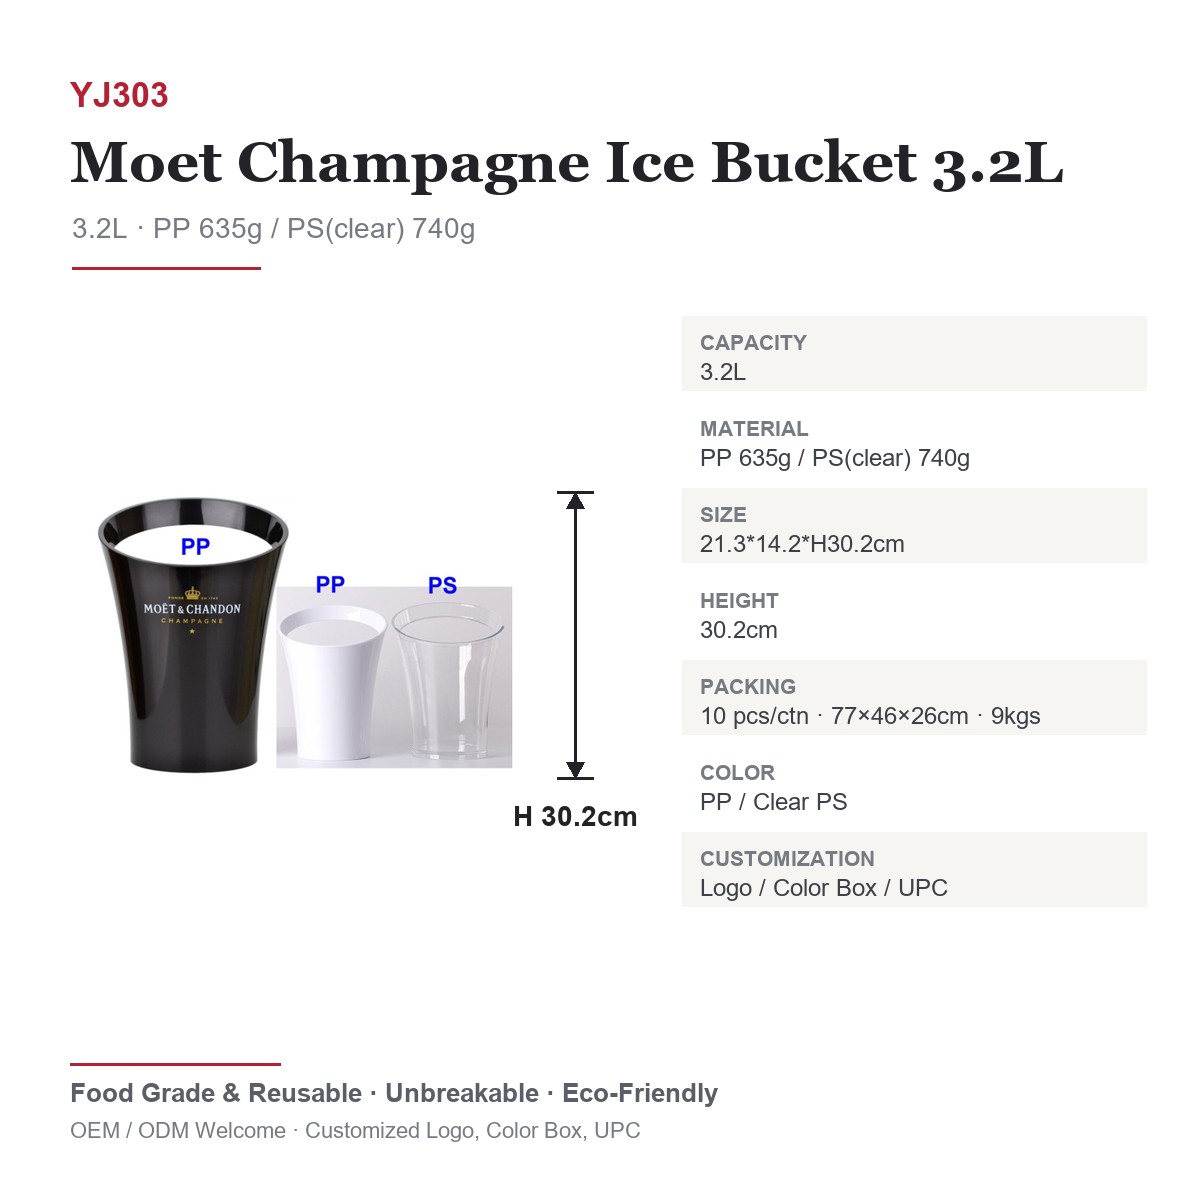 YJ303
Moet Champagne Ice Bucket 3.2L
3.2L · PP 635g / PS(clear) 740g
CAPACITY
3.2L
MATERIAL
PP 635g / PS(clear) 740g
SIZE
21.3*14.2*H30.2cm
HEIGHT
30.2cm
PACKING
10 pcs/ctn · 77×46×26cm · 9kgs
COLOR
PP / Clear PS
CUSTOMIZATION
Logo / Color Box / UPC
PP
MOËT & CHANDON
CHAMPAGNE
PP
PS
H 30.2cm
Food Grade & Reusable · Unbreakable · Eco-Friendly
OEM / ODM Welcome · Customized Logo, Color Box, UPC